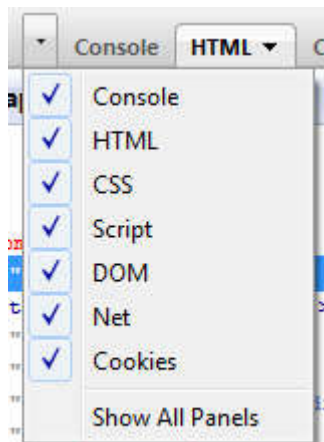 Console HTML
Console
HTML
CSS
Script
DOM
Net
Cookies
Show All Panels